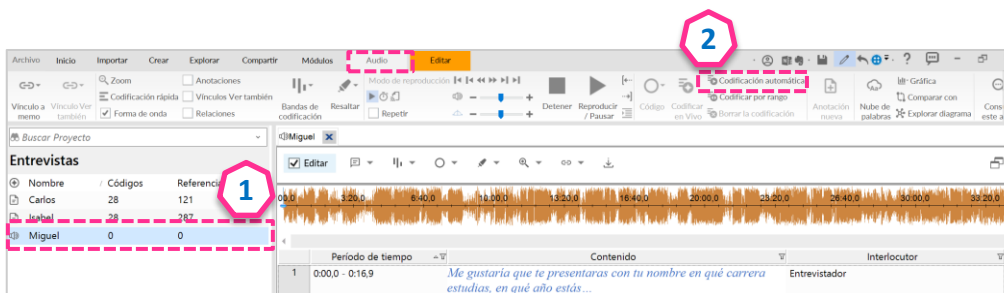 2
Archivo Inicio Importar Crear Explorar Compartir Módulos Audio Editar
Zoom Anotaciones Modo de reproducción Codificación automática Gráfica
Codificación rápida Vínculos Ver también Codificar por rango Comparar con
Forma de onda Relaciones Repetir Borrar la codificación Explorar diagrama
Vínculo a memo
Vínculo Ver también
Bandas de codificación
Resaltar
Detener
Reproducir / Pausar
Código
Codificar en Vivo
Anotación nueva
Nube de palabras
Cons
este a
Buscar Proyecto
Miguel
Entrevistas
Editar
Nombre Códigos Referenci
1
Carlos 28 121
Isabel 28 287
Miguel 0 0
00,0 3:20,0 6:40,0 10:00,0 13:20,0 16:40,0 20:00,0 23:20,0 26:40,0 30:00,0 33:20,0
Período de tiempo Contenido Interlocutor
1 0:00,0 - 0:16,9 Me gustaría que te presentaras con tu nombre en qué carrera Entrevistador
estudias, en qué año estás…